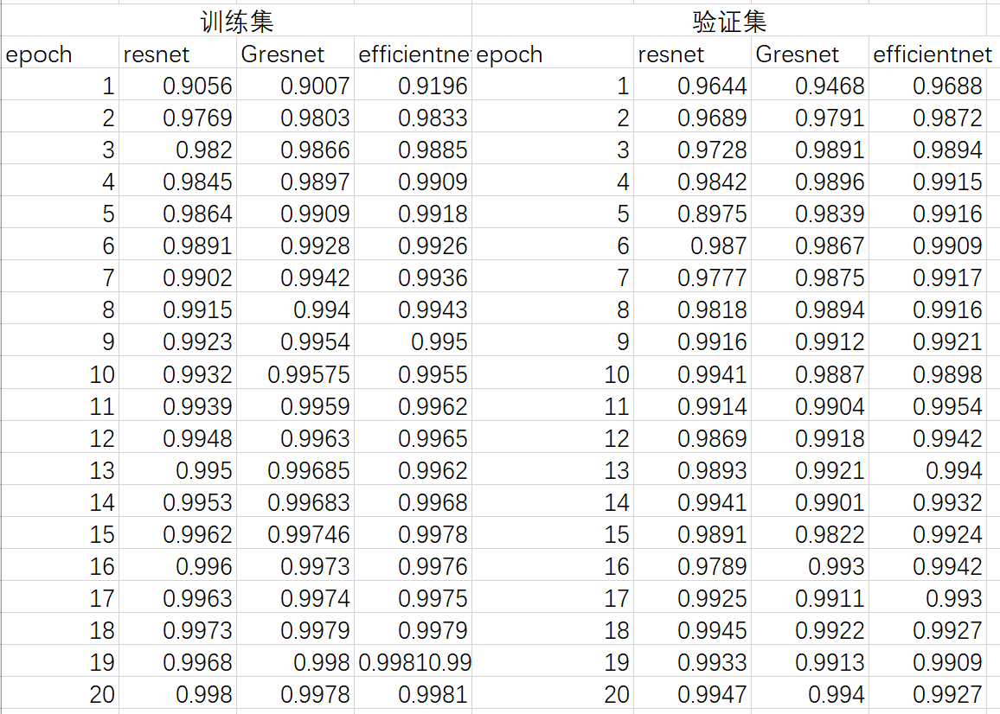 训练集 验证集
epoch resnet Gresnet efficientne epoch resnet Gresnet efficientnet
1 0.9056 0.9007 0.9196 1 0.9644 0.9468 0.9688
2 0.9769 0.9803 0.9833 2 0.9689 0.9791 0.9872
3 0.982 0.9866 0.9885 3 0.9728 0.9891 0.9894
4 0.9845 0.9897 0.9909 4 0.9842 0.9896 0.9915
5 0.9864 0.9909 0.9918 5 0.8975 0.9839 0.9916
6 0.9891 0.9928 0.9926 6 0.987 0.9867 0.9909
7 0.9902 0.9942 0.9936 7 0.9777 0.9875 0.9917
8 0.9915 0.994 0.9943 8 0.9818 0.9894 0.9916
9 0.9923 0.9954 0.995 9 0.9916 0.9912 0.9921
10 0.9932 0.99575 0.9955 10 0.9941 0.9887 0.9898
11 0.9939 0.9959 0.9962 11 0.9914 0.9904 0.9954
12 0.9948 0.9963 0.9965 12 0.9869 0.9918 0.9942
13 0.995 0.99685 0.9962 13 0.9893 0.9921 0.994
14 0.9953 0.99683 0.9968 14 0.9941 0.9901 0.9932
15 0.9962 0.99746 0.9978 15 0.9891 0.9822 0.9924
16 0.996 0.9973 0.9976 16 0.9789 0.993 0.9942
17 0.9963 0.9974 0.9975 17 0.9925 0.9911 0.993
18 0.9973 0.9979 0.9979 18 0.9945 0.9922 0.9927
19 0.9968 0.998 0.99810.99 19 0.9933 0.9913 0.9909
20 0.998 0.9978 0.9981 20 0.9947 0.994 0.9927